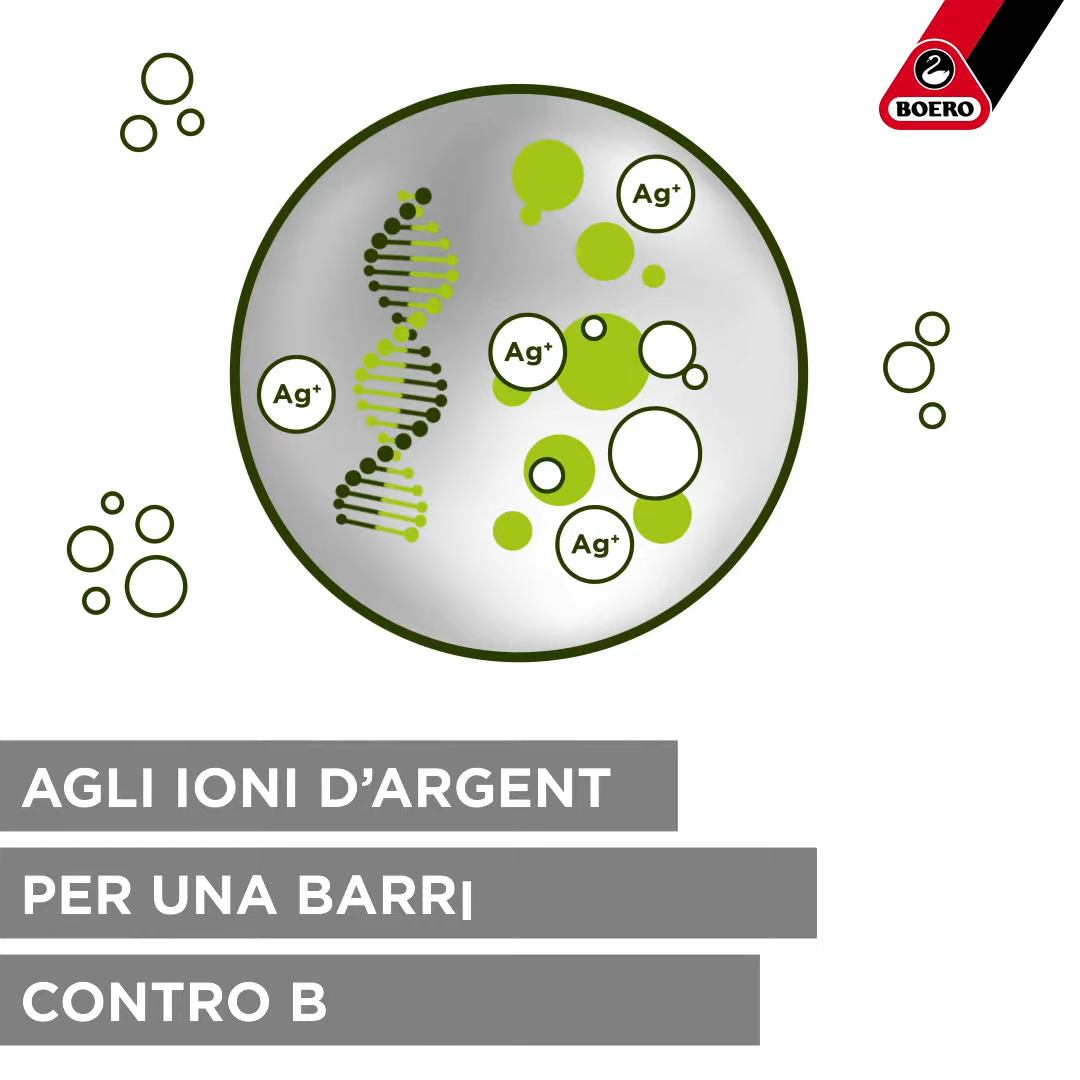 BOERO
Ag⁺
Ag⁺
Ag⁺
Ag⁺
AGLI IONI D’ARGENT
PER UNA BARRI
CONTRO B